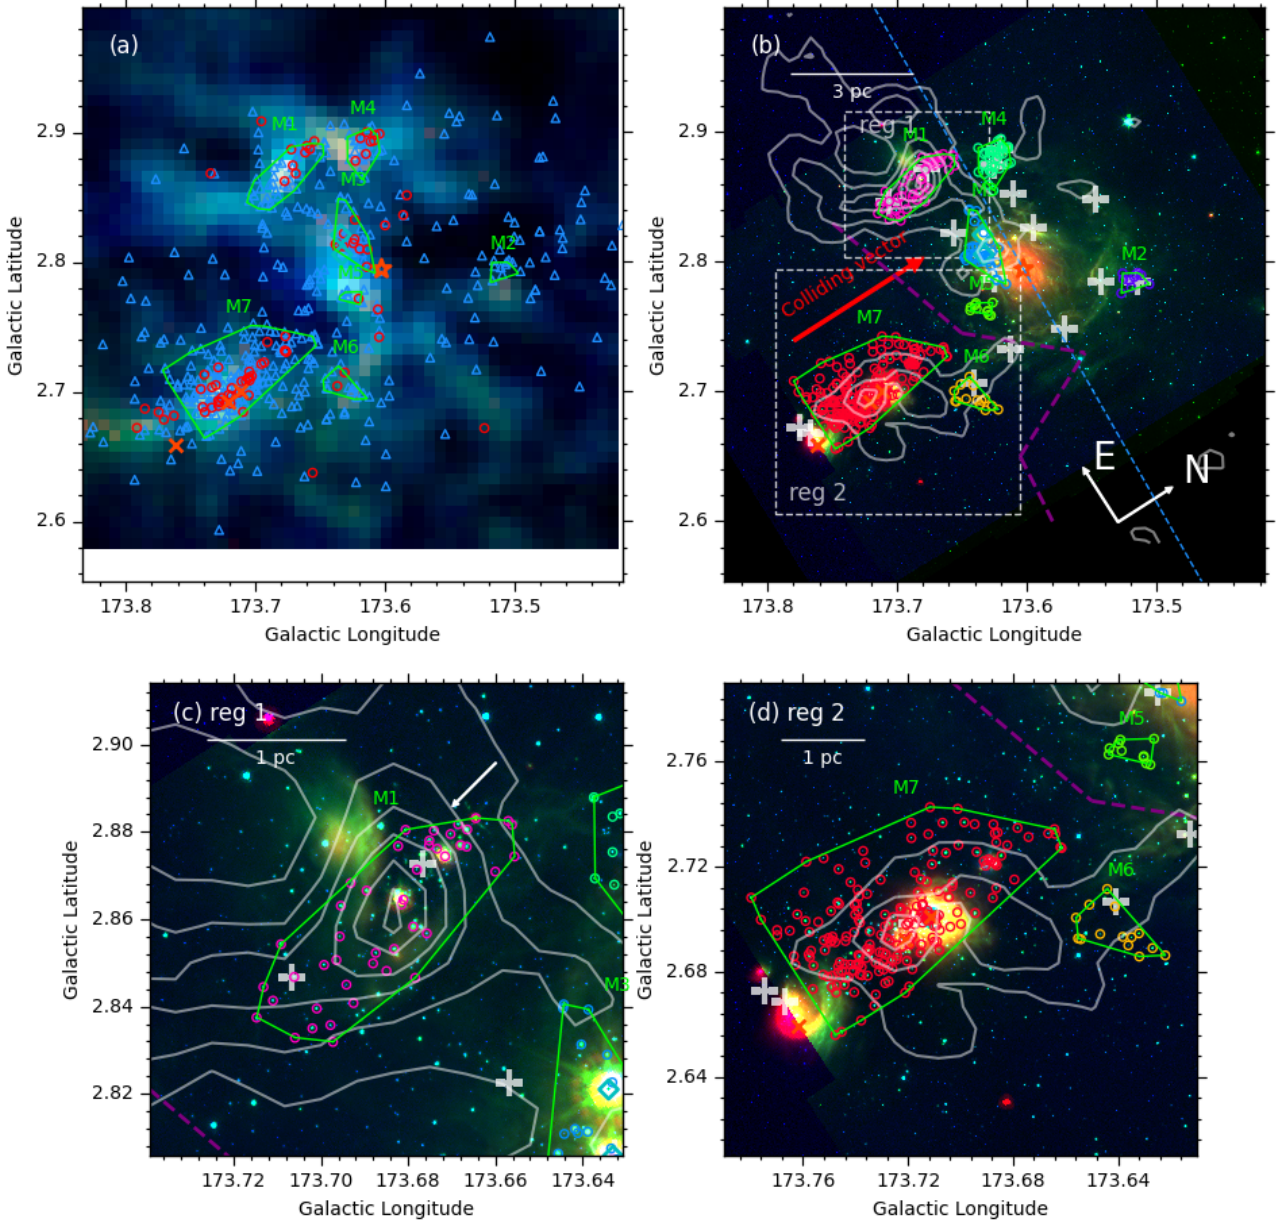 (a)
M4
M1
M3
M2
M5
M7
M6
2.9
2.8
2.7
2.6
173.8
173.7
173.6
173.5
Galactic Longitude
Galactic Latitude
(b)
3 pc
reg 1
M4
M1
M2
Colliding vector
M7
M6
reg 2
E
N
2.9
2.8
2.7
2.6
173.8
173.7
173.6
173.5
Galactic Longitude
Galactic Latitude
(c) reg 1
1 pc
M1
M3
2.90
2.88
2.86
2.84
2.82
173.72
173.70
173.68
173.66
173.64
Galactic Longitude
Galactic Latitude
(d) reg 2
1 pc
M5
M7
M6
2.76
2.72
2.68
2.64
173.76
173.72
173.68
173.64
Galactic Longitude
Galactic Latitude